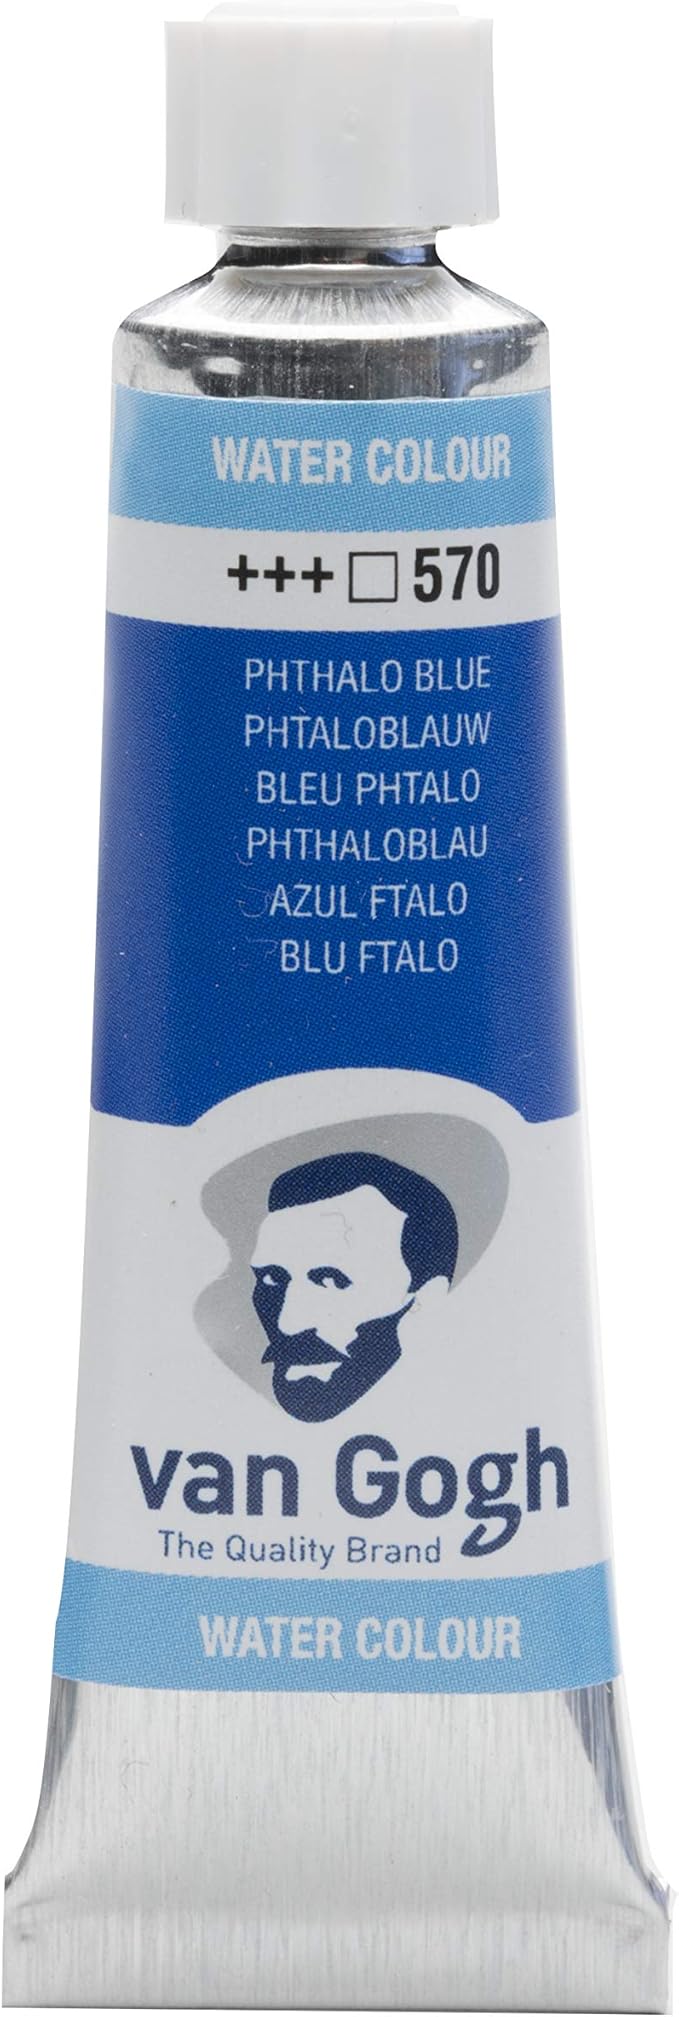 WATER COLOUR
+++ □ 570
PHTHALO BLUE
PHTALOBLAUW
BLEU PHTALO
PHTHALOBLAU
AZUL FTALO
BLU FTALO
van Gogh
The Quality Brand
WATER COLOUR